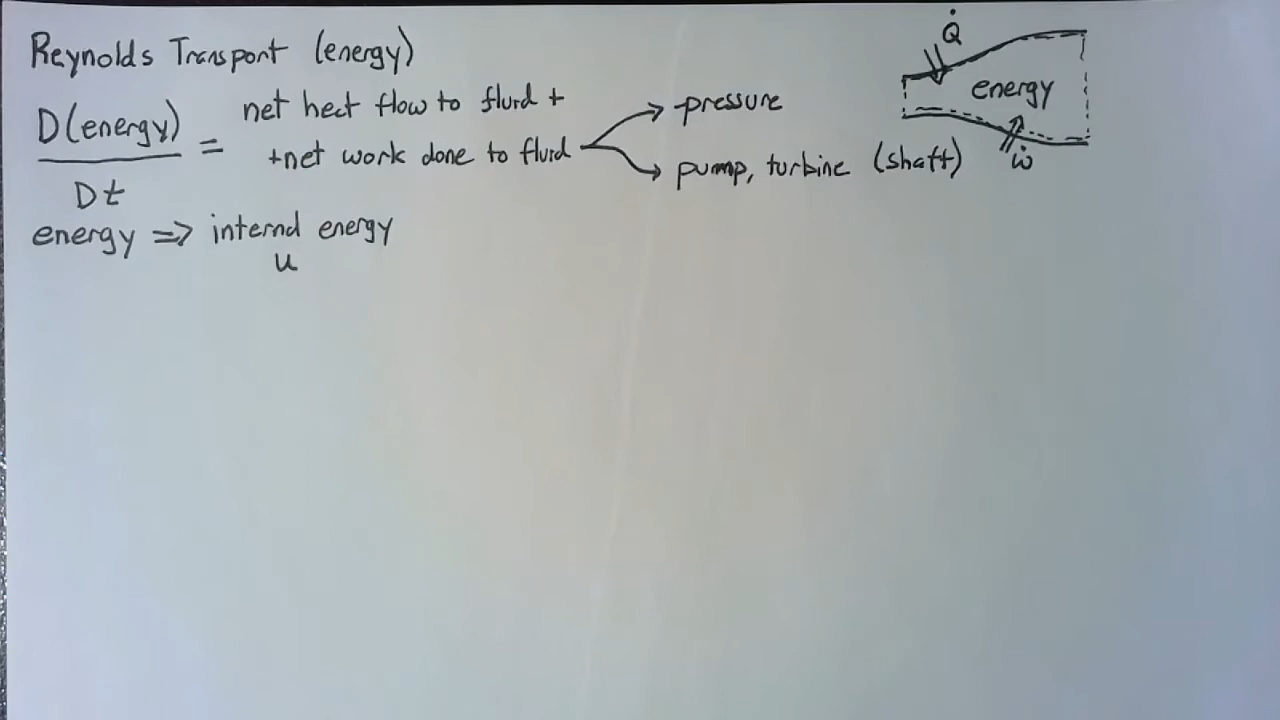 Reynolds Transport (energy)
D(energy)
Dt
=
net heat flow to fluid +
+net work done to fluid
-pressure
pump, turbine (shaft)
energy => internal energy
u
Q̇
energy
ẇ